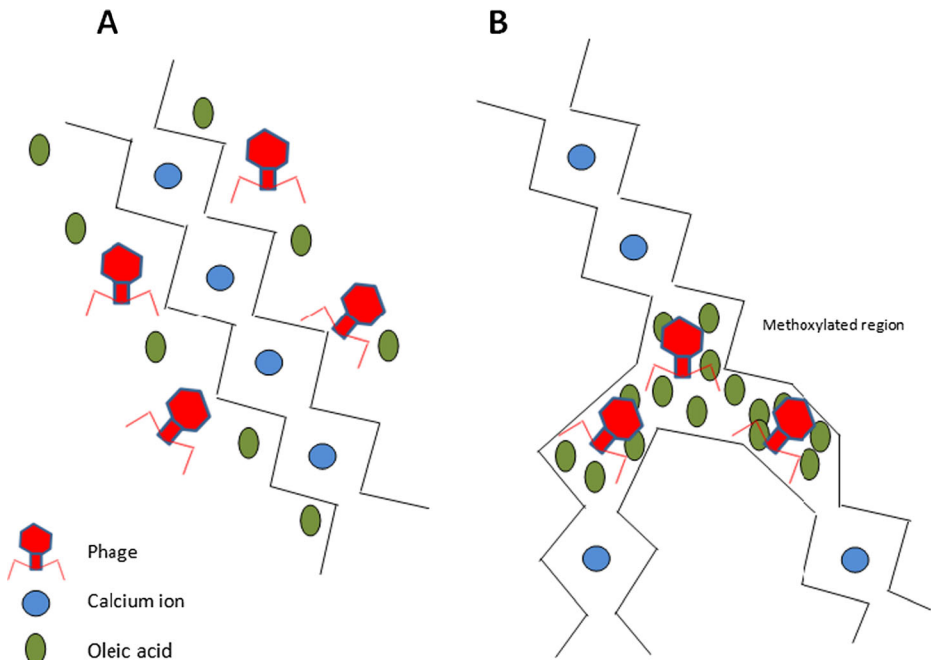 A
B
Methoxylated region
Phage
Calcium ion
Oleic acid